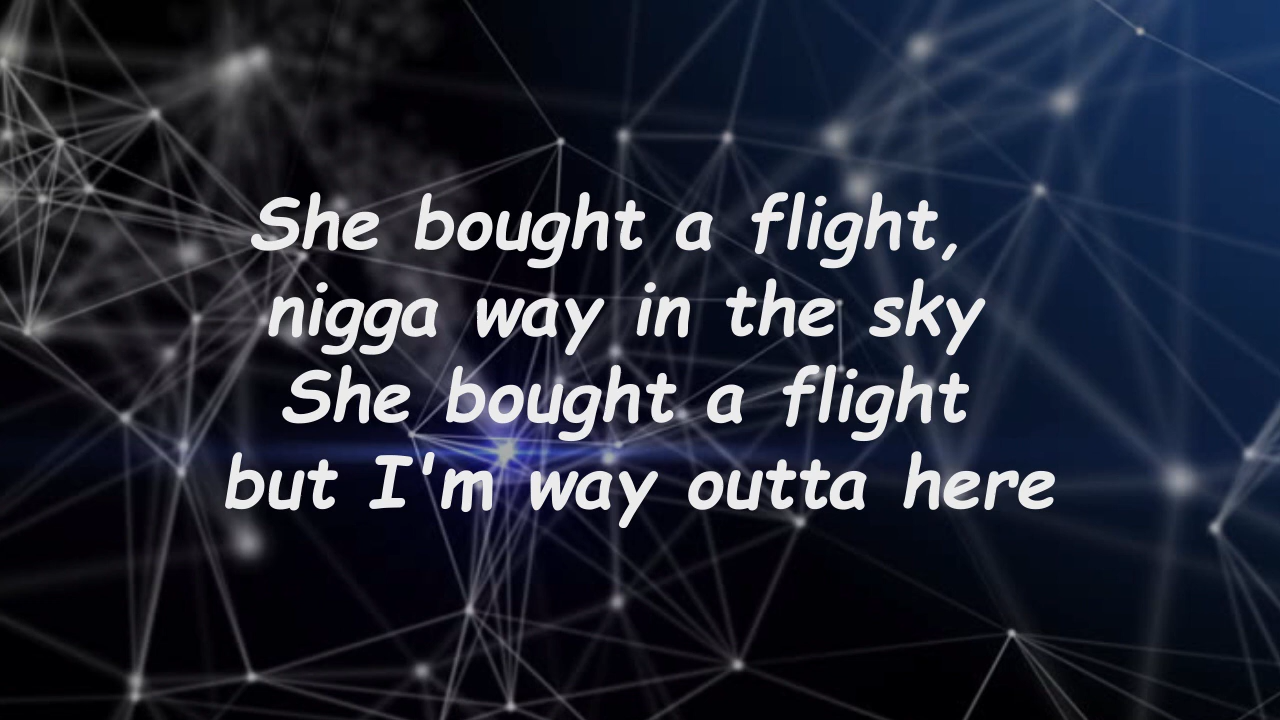 She bought a flight,
nigga way in the sky
She bought a flight
but I'm way outta here